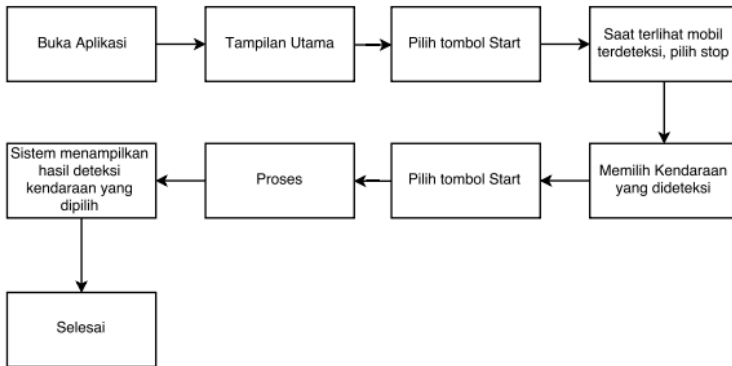 Buka Aplikasi
Tampilan Utama
Pilih tombol Start
Saat terlihat mobil
terdeteksi, pilih stop
Memilih Kendaraan
yang dideteksi
Pilih tombol Start
Proses
Sistem menampilkan
hasil deteksi
kendaraan yang
dipilih
Selesai